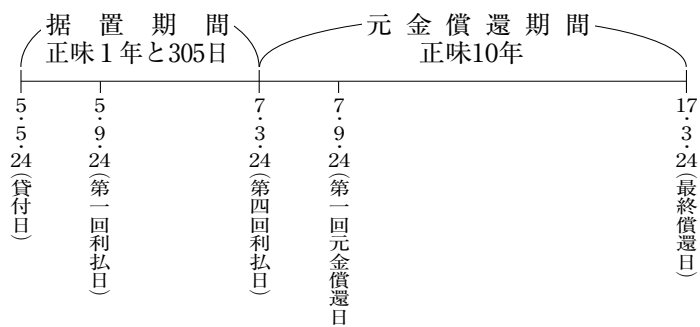 据置期間
正味1年と305日
元金償還期間
正味10年
5・5・24(貸付日)
5・9・24(第一回利払日)
7・3・24(第四回利払日)
7・9・24(第一回元金償還日
17・3・24(最終償還日)